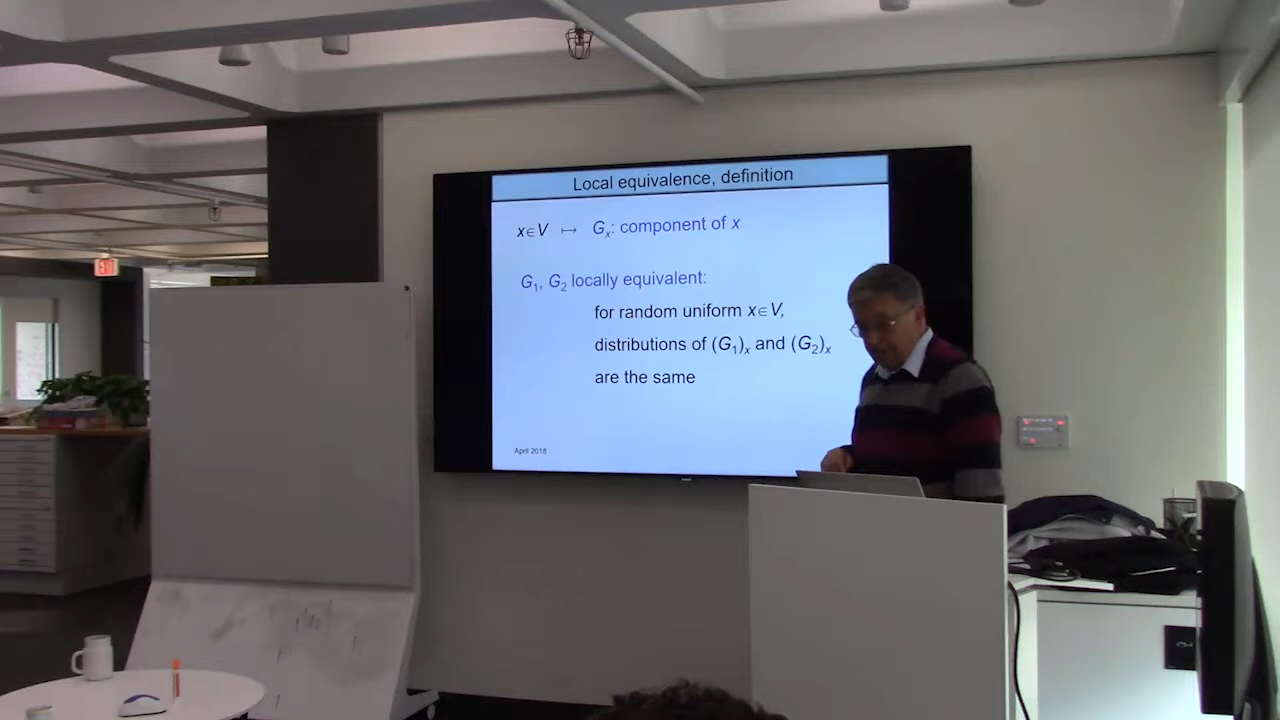 Local equivalence, definition
x∈V ↦ Gₓ: component of x
G₁, G₂ locally equivalent:
for random uniform x∈V,
distributions of (G₁)ₓ and (G₂)ₓ
are the same
April 2018
EXIT